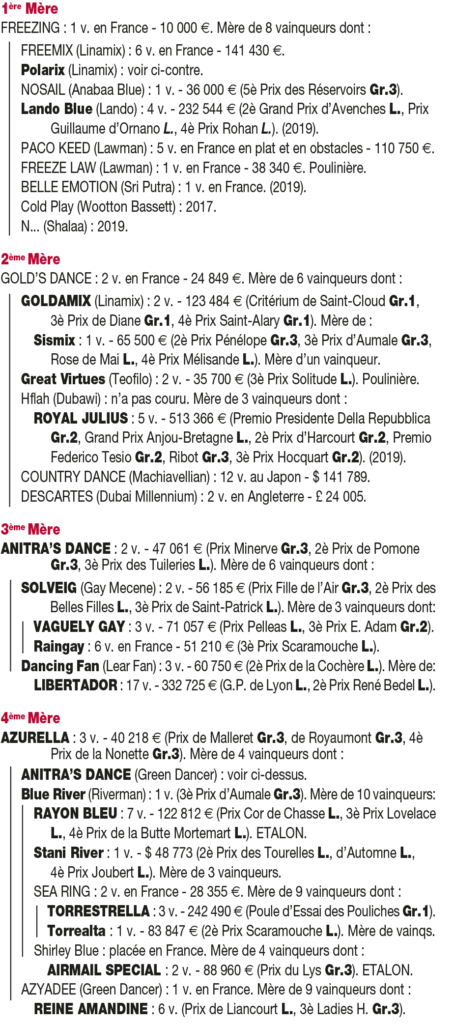 1ère Mère
FREEZING : 1 v. en France - 10 000 €. Mère de 8 vainqueurs dont :
FREEMIX (Linamix) : 6 v. en France - 141 430 €.
Polarix (Linamix) : voir ci-contre.
NOSAIL (Anabaa Blue) : 1 v. - 36 000 € (5è Prix des Réservoirs Gr.3).
Lando Blue (Lando) : 4 v. - 232 544 € (2è Grand Prix d'Avenches L., Prix
Guillaume d'Ornano L., 4è Prix Rohan L.). (2019).
PACO KEED (Lawman) : 5 v. en France en plat et en obstacles - 110 750 €.
FREEZE LAW (Lawman) : 1 v. en France - 38 340 €. Poulinière.
BELLE EMOTION (Sri Putra) : 1 v. en France. (2019).
Cold Play (Wootton Bassett) : 2017.
N... (Shalaa) : 2019.
2ème Mère
GOLD'S DANCE : 2 v. en France - 24 849 €. Mère de 6 vainqueurs dont :
GOLDAMIX (Linamix) : 2 v. - 123 484 € (Critérium de Saint-Cloud Gr.1,
3è Prix de Diane Gr.1, 4è Prix Saint-Alary Gr.1). Mère de :
Sismix : 1 v. - 65 500 € (2è Prix Pénélope Gr.3, 3è Prix d'Aumale Gr.3,
Rose de Mai L., 4è Prix Mélisande L.). Mère d'un vainqueur.
Great Virtues (Teofilo) : 2 v. - 35 700 € (3è Prix Solitude L.). Poulinière.
Hflah (Dubawi) : n'a pas couru. Mère de 3 vainqueurs dont :
ROYAL JULIUS : 5 v. - 513 366 € (Premio Presidente Della Repubblica
Gr.2, Grand Prix Anjou-Bretagne L., 2è Prix d'Harcourt Gr.2, Premio
Federico Tesio Gr.2, Ribot Gr.3, 3è Prix Hocquart Gr.2). (2019).
COUNTRY DANCE (Machiavellian) : 12 v. au Japon - $ 141 789.
DESCARTES (Dubai Millennium) : 2 v. en Angleterre - £ 24 005.
3ème Mère
ANITRA'S DANCE : 2 v. - 47 061 € (Prix Minerve Gr.3, 2è Prix de Pomone
Gr.3, 3è Prix des Tuileries L.). Mère de 6 vainqueurs dont :
SOLVEIG (Gay Mecene) : 2 v. - 56 185 € (Prix Fille de l'Air Gr.3, 2è Prix des
Belles Filles L., 3è Prix de Saint-Patrick L.). Mère de 3 vainqueurs dont:
VAGUELY GAY : 3 v. - 71 057 € (Prix Pelleas L., 3è Prix E. Adam Gr.2).
Raingay : 6 v. en France - 51 210 € (3è Prix Scaramouche L.).
Dancing Fan (Lear Fan) : 3 v. - 60 750 € (2è Prix de la Cochère L.). Mère de:
LIBERTADOR : 17 v. - 332 725 € (G.P. de Lyon L., 2è Prix René Bedel L.).
4ème Mère
AZURELLA : 3 v. - 40 218 € (Prix de Malleret Gr.3, de Royaumont Gr.3, 4è
Prix de la Nonette Gr.3). Mère de 4 vainqueurs dont :
ANITRA'S DANCE (Green Dancer) : voir ci-dessus.
Blue River (Riverman) : 1 v. (3è Prix d'Aumale Gr.3). Mère de 10 vainqueurs:
RAYON BLEU : 7 v. - 122 812 € (Prix Cor de Chasse L., 3è Prix Lovelace
L., 4è Prix de la Butte Mortemart L.). ETALON.
Stani River : 1 v. - $ 48 773 (2è Prix des Tourelles L., d'Automne L.,
4è Prix Joubert L.). Mère de 3 vainqueurs.
SEA RING : 2 v. en France - 28 355 €. Mère de 9 vainqueurs dont :
TORRESTRELLA : 3 v. - 242 490 € (Poule d'Essai des Pouliches Gr.1).
Torrealta : 1 v. - 83 847 € (2è Prix Scaramouche L.). Mère de vainqs.
Shirley Blue : placée en France. Mère de 4 vainqueurs dont :
AIRMAIL SPECIAL : 2 v. - 88 960 € (Prix du Lys Gr.3). ETALON.
AZYADEE (Green Dancer) : 1 v. en France. Mère de 9 vainqueurs dont :
REINE AMANDINE : 6 v. (Prix de Liancourt L., 3è Ladies H. Gr.3).